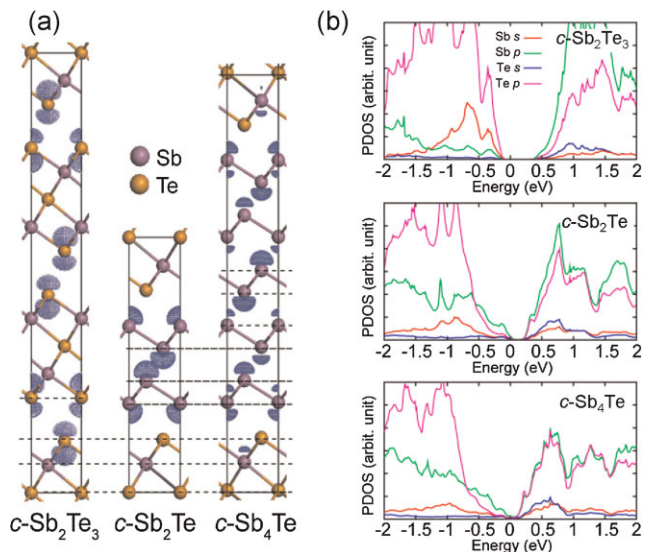 (a)
Sb
Te
c-Sb2Te3
c-Sb2Te
c-Sb4Te
(b)
PDOS (arbit. unit)
Sb s
Sb p
Te s
Te p
c-Sb2Te3
-2 -1.5 -1 -0.5 0 0.5 1 1.5 2
Energy (eV)
PDOS (arbit. unit)
c-Sb2Te
-2 -1.5 -1 -0.5 0 0.5 1 1.5 2
Energy (eV)
PDOS (arbit. unit)
c-Sb4Te
-2 -1.5 -1 -0.5 0 0.5 1 1.5 2
Energy (eV)